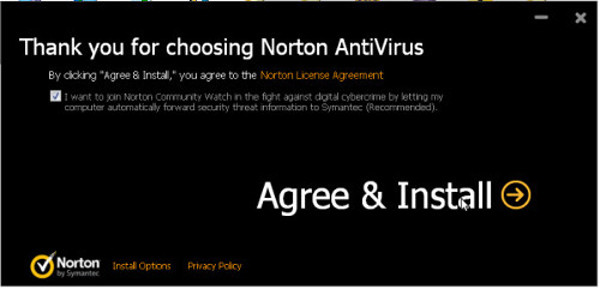 Thank you for choosing Norton AntiVirus
By clicking "Agree & Install," you agree to the Norton License Agreement
I want to join Norton Community Watch in the fight against digital cybercrime by letting my
computer automatically forward security threat information to Symantec (Recommended).
Agree & Install
Norton
by Symantec
Install Options
Privacy Policy